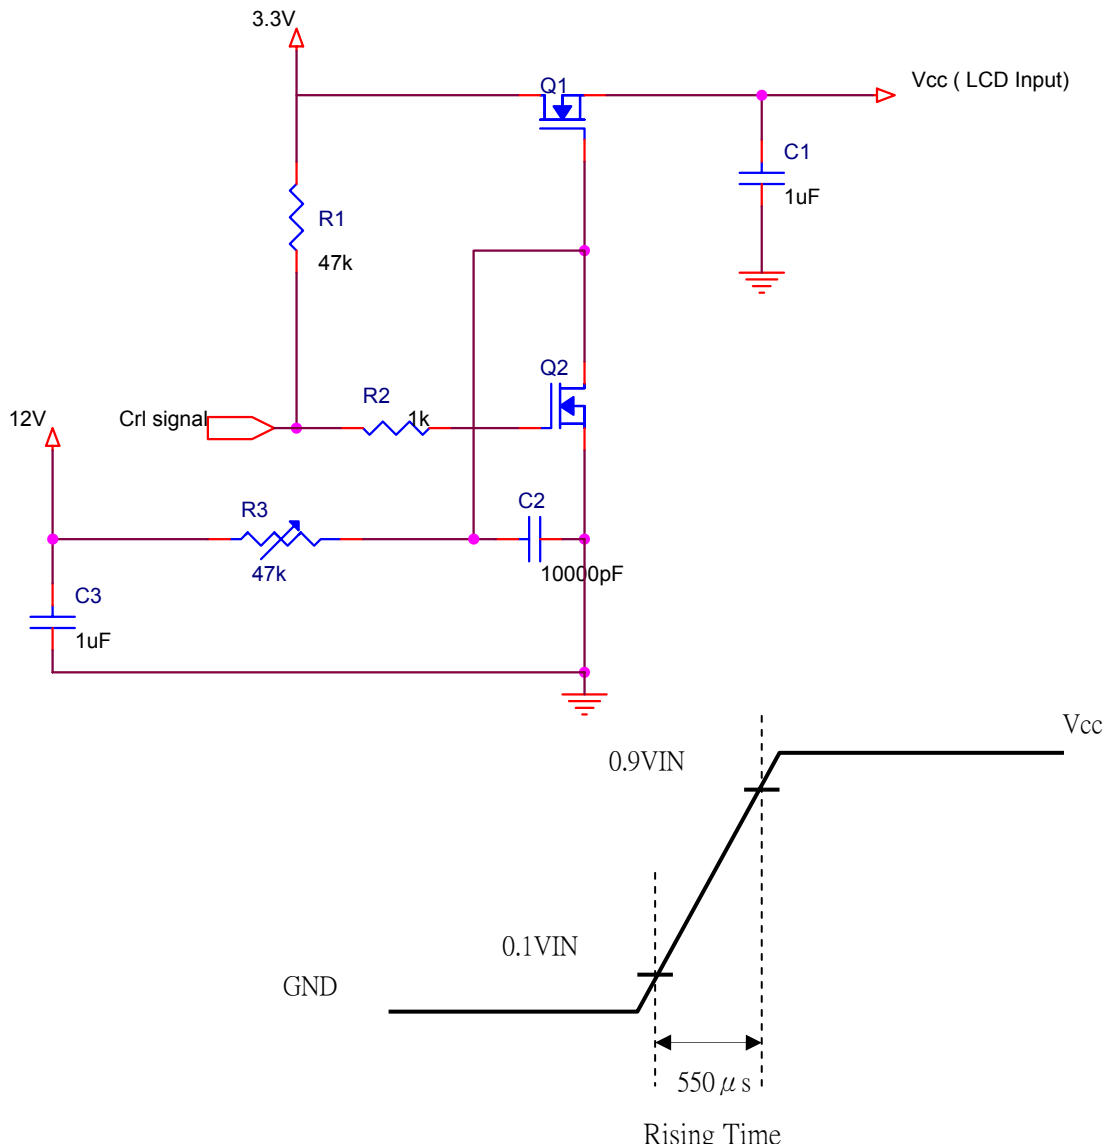 3.3V
Q1
Vcc ( LCD Input)
C1
1uF
R1
47k
Q2
R2
1k
12V
Crl signal
R3
47k
C2
10000pF
C3
1uF
Vcc
0.9VIN
0.1VIN
GND
550 μ s
Rising Time